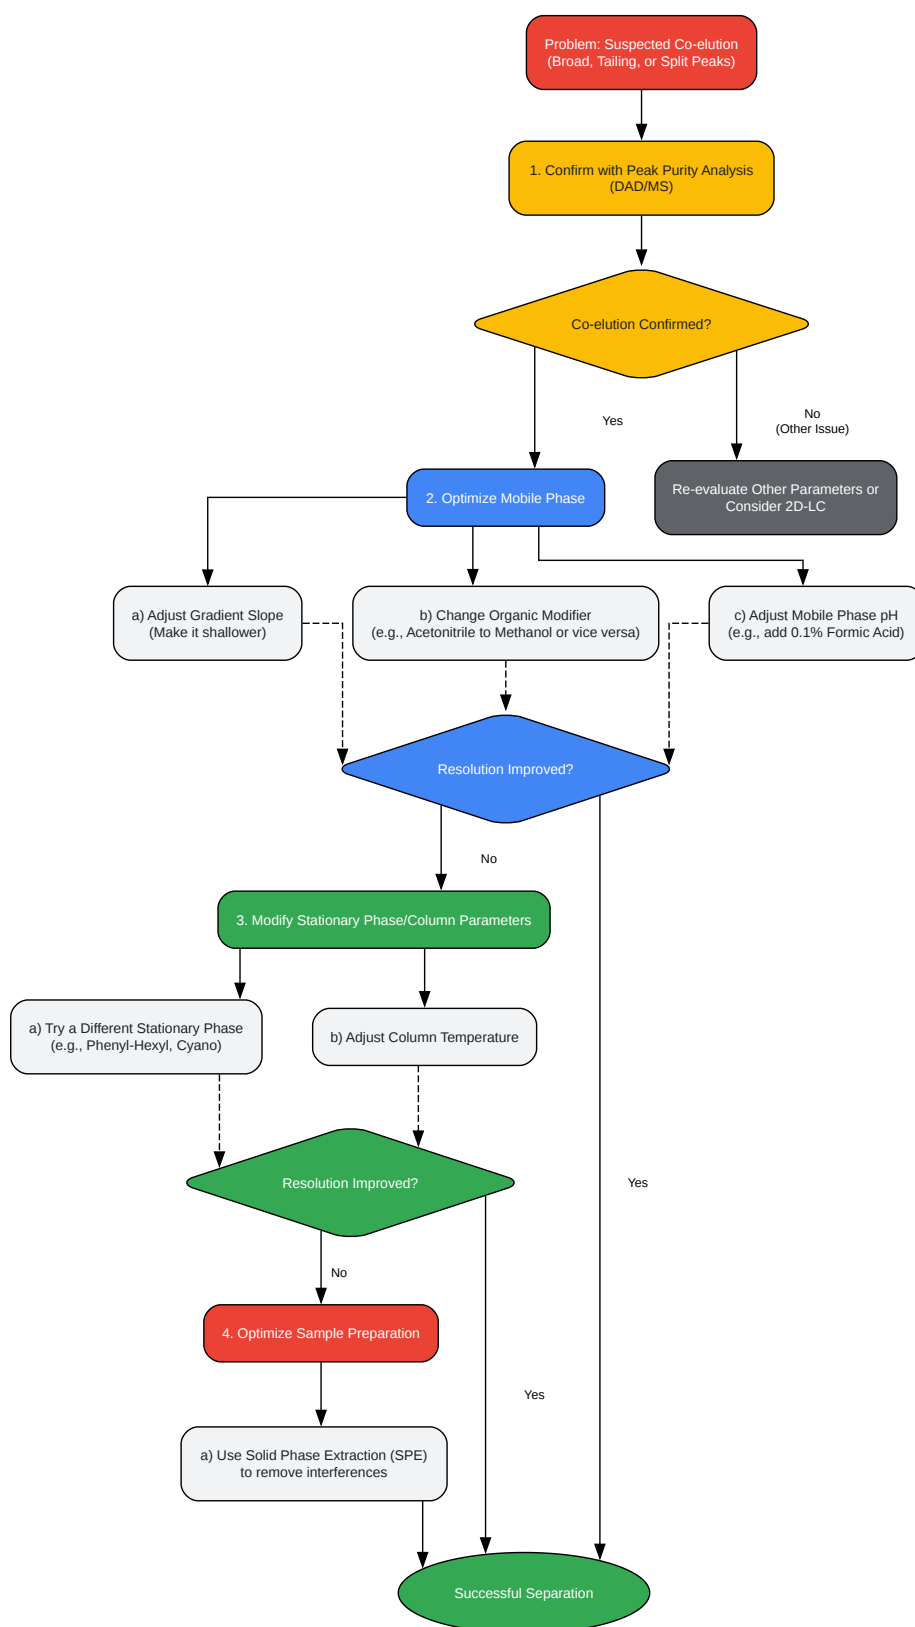 Problem: Suspected Co-elution
(Broad, Tailing, or Split Peaks)
1. Confirm with Peak Purity Analysis
(DAD/MS)
Co-elution Confirmed?
Yes
No
(Other Issue)
2. Optimize Mobile Phase
Re-evaluate Other Parameters or
Consider 2D-LC
a) Adjust Gradient Slope
(Make it shallower)
b) Change Organic Modifier
(e.g., Acetonitrile to Methanol or vice versa)
c) Adjust Mobile Phase pH
(e.g., add 0.1% Formic Acid)
Resolution Improved?
No
3. Modify Stationary Phase/Column Parameters
a) Try a Different Stationary Phase
(e.g., Phenyl-Hexyl, Cyano)
b) Adjust Column Temperature
Resolution Improved?
Yes
No
4. Optimize Sample Preparation
Yes
a) Use Solid Phase Extraction (SPE)
to remove interferences
Successful Separation